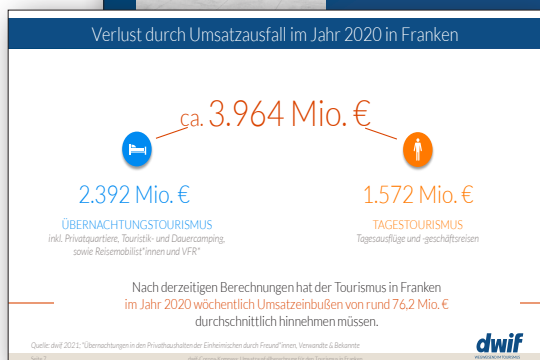 Verlust durch Umsatzausfall im Jahr 2020 in Franken
ca. 3.964 Mio. €
2.392 Mio. €
ÜBERNACHTUNGSTOURISMUS
inkl. Privatquartiere, Touristik- und Dauercamping,
sowie Reisemobilist*innen und VFR*
1.572 Mio. €
TAGESTOURISMUS
Tagesausflüge und -geschäftsreisen
Nach derzeitigen Berechnungen hat der Tourismus in Franken
im Jahr 2020 wöchentlich Umsatzeinbußen von rund 76,2 Mio. €
durchschnittlich hinnehmen müssen.
Quelle: dwif 2021; *Übernachtungen in den Privathaushalten der Einheimischen durch Freund*innen, Verwandte & Bekannte
dwif